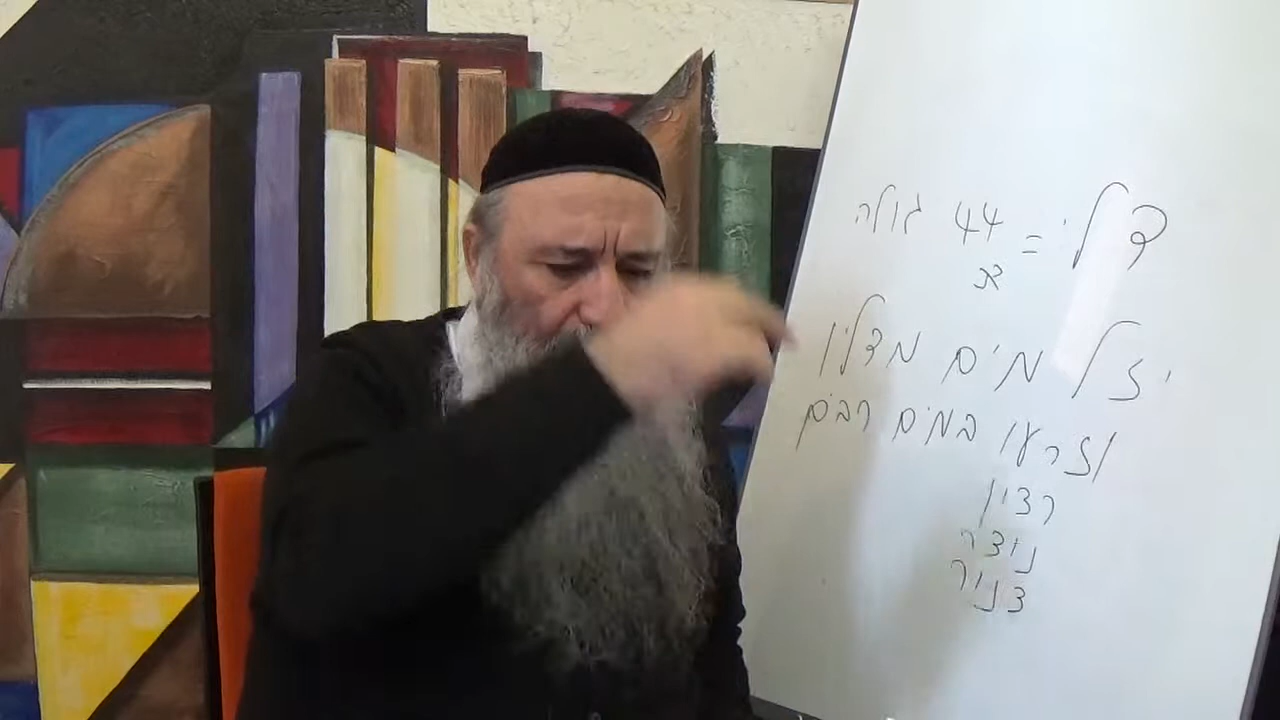 דלי = 44 גולה
יזל מים מדליו
וזרעו במים רבים
רצון
נוצר
צנור